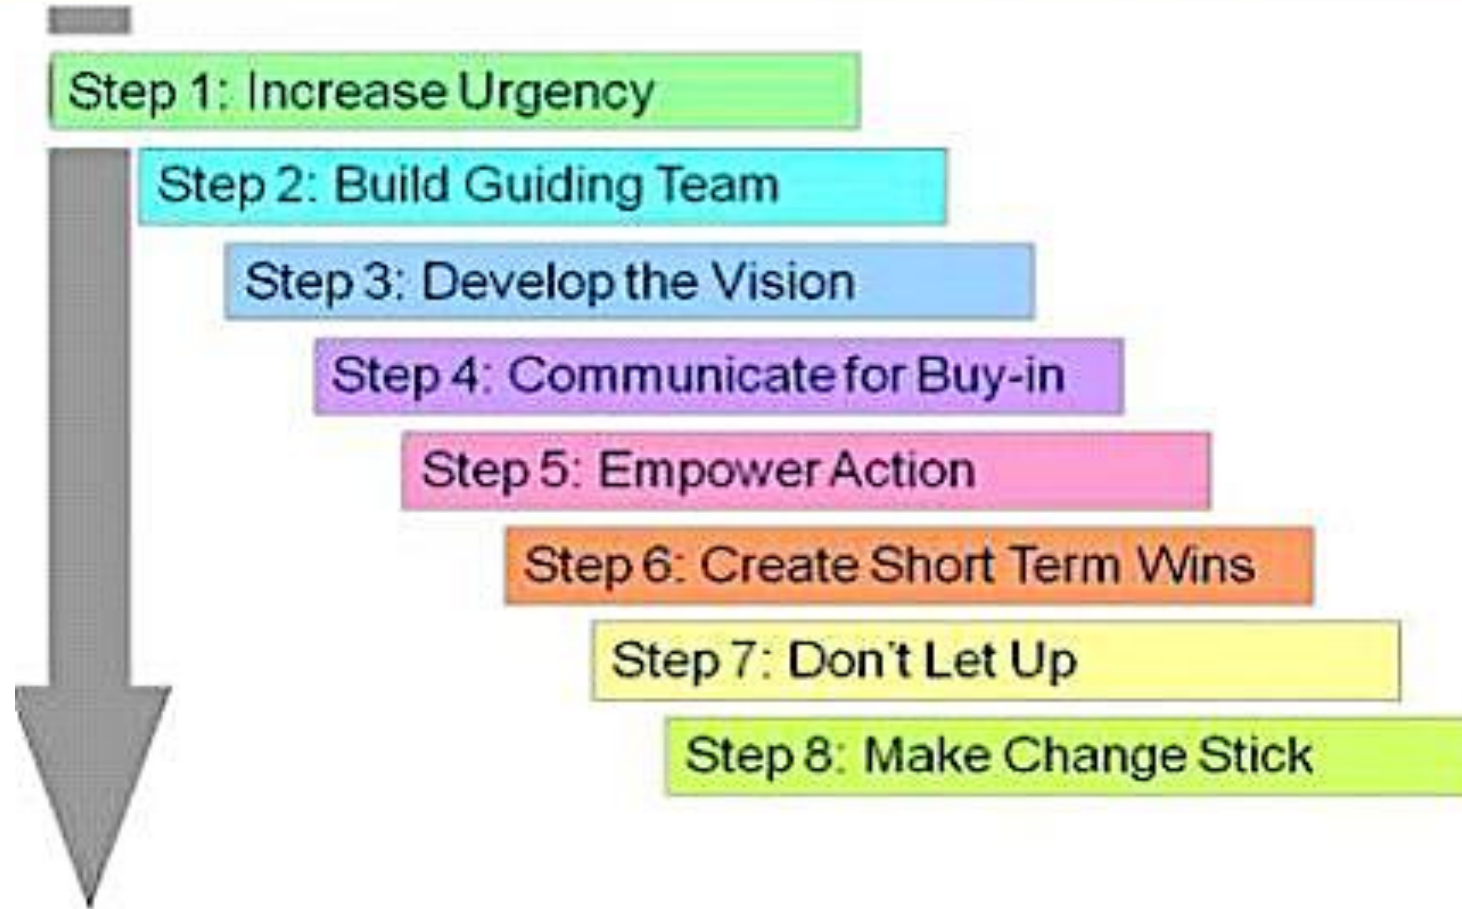 Step 1: Increase Urgency
Step 2: Build Guiding Team
Step 3: Develop the Vision
Step 4: Communicate for Buy-in
Step 5: Empower Action
Step 6: Create Short Term Wins
Step 7: Don't Let Up
Step 8: Make Change Stick